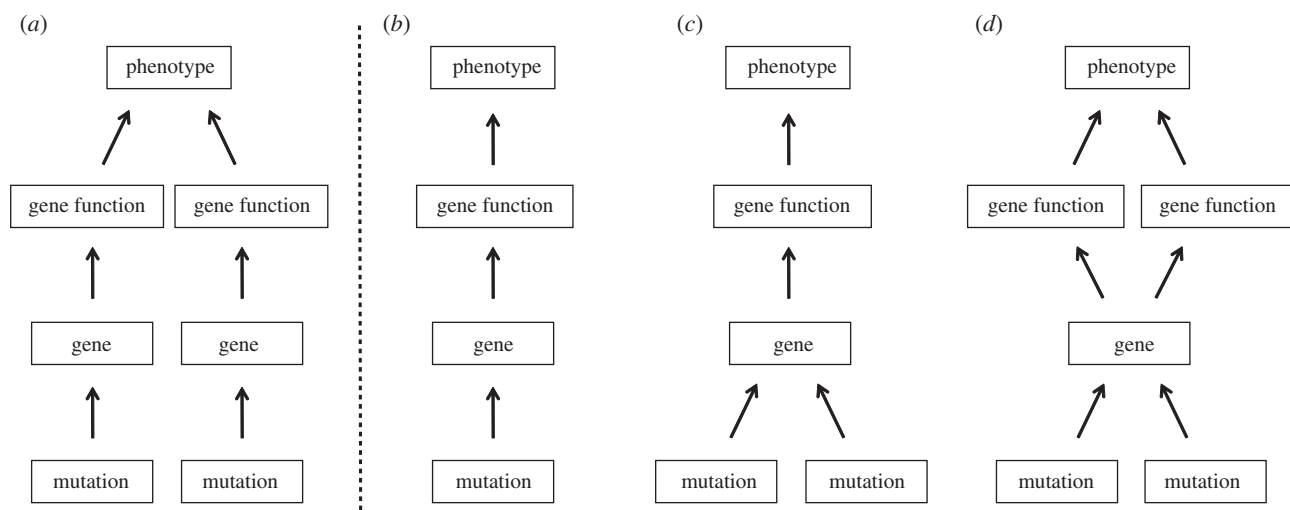 (a) (b) (c) (d)
phenotype phenotype phenotype phenotype
gene function gene function gene function gene function gene function gene function
gene gene gene gene gene
mutation mutation mutation mutation mutation mutation mutation